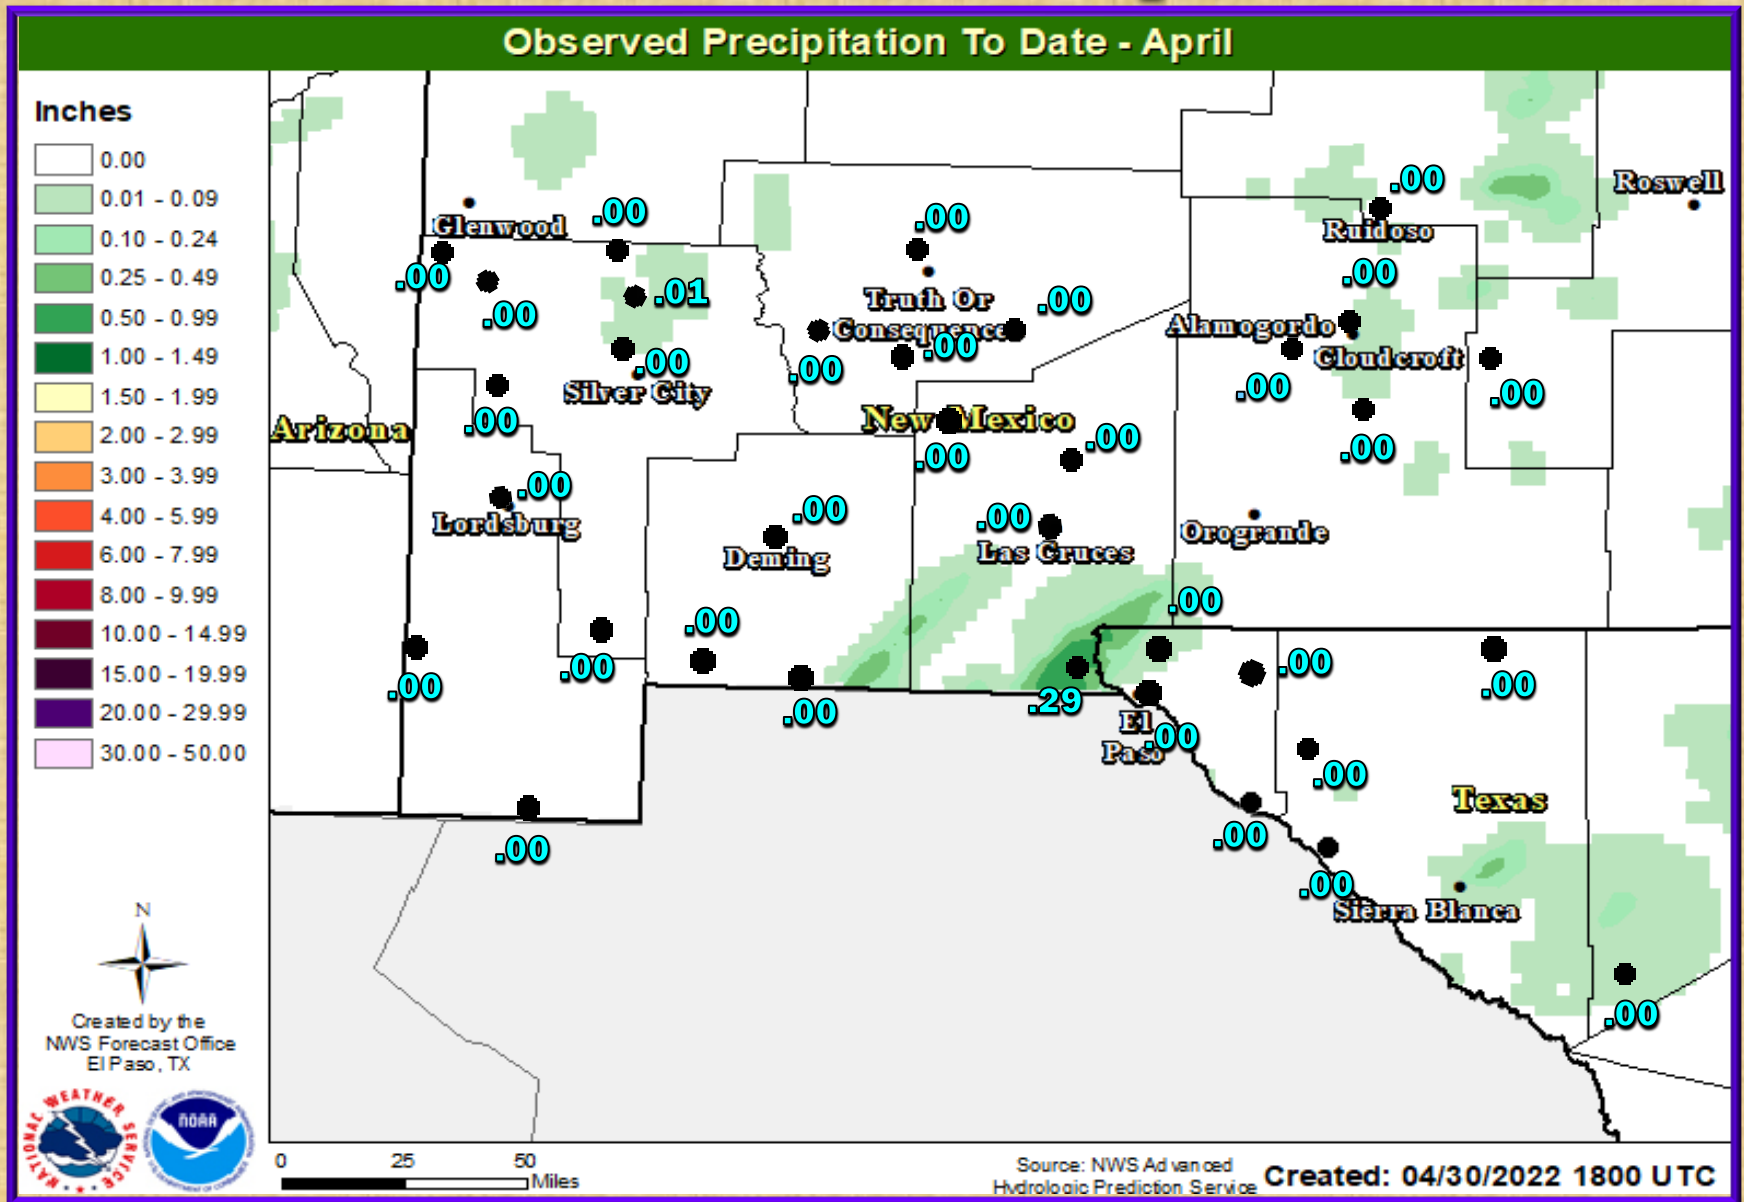 Observed Precipitation To Date - April
Inches
0.00
0.01 - 0.09
0.10 - 0.24
0.25 - 0.49
0.50 - 0.99
1.00 - 1.49
1.50 - 1.99
2.00 - 2.99
3.00 - 3.99
4.00 - 5.99
6.00 - 7.99
8.00 - 9.99
10.00 - 14.99
15.00 - 19.99
20.00 - 29.99
30.00 - 50.00
N
Created by the
NWS Forecast Office
El Paso, TX
NATIONAL WEATHER SERVICE
NOAA
0 25 50
Miles
Source: NWS Advanced
Hydrologic Prediction Service
Created: 04/30/2022 1800 UTC
.00
Roswell
Glenwood
.00
.00
Ruidoso
.00
.00
.01
.00
.00
Truth Or
Consequence
.00
.00
Alamogordo
Cloudcroft
.00
Silver City
.00
.00
.00
Arizona
.00
New Mexico
.00
.00
.00
.00
Lordsburg
.00
Deming
.00
Las Cruces
Orogrande
.00
.00
.00
.00
.00
.00
.00
.29
.00
El
Paso
.00
.00
Texas
.00
.00
.00
Sierra Blanca
.00